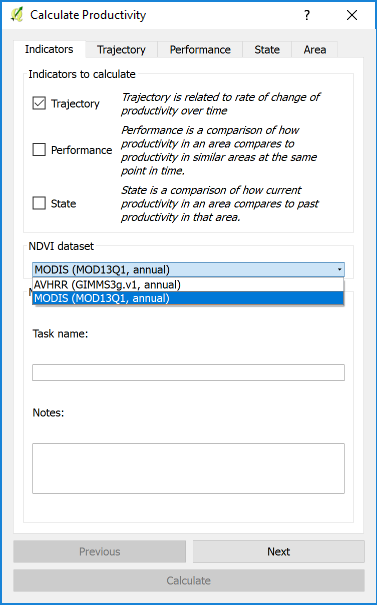 Calculate Productivity
?
Indicators Trajectory Performance State Area
Indicators to calculate
Trajectory
Trajectory is related to rate of change of
productivity over time
Performance
Performance is a comparison of how
productivity in an area compares to
productivity in similar areas at the same
point in time.
State
State is a comparison of how current
productivity in an area compares to past
productivity in that area.
NDVI dataset
MODIS (MOD13Q1, annual)
AVHRR (GIMMS3g.v1, annual)
MODIS (MOD13Q1, annual)
Task name:
Notes:
Previous Next
Calculate